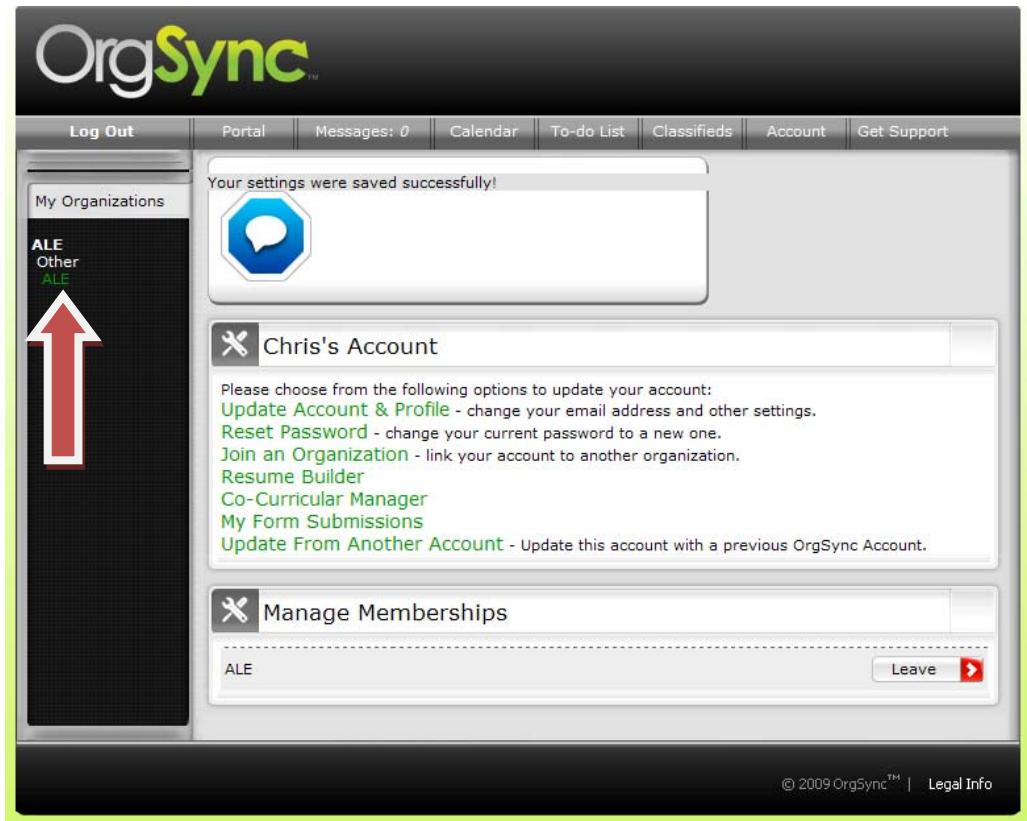 OrgSync™
Log Out Portal Messages: 0 Calendar To-do List Classifieds Account Get Support
My Organizations
ALE
Other
ALE
Your settings were saved successfully!
Chris's Account
Please choose from the following options to update your account:
Update Account & Profile - change your email address and other settings.
Reset Password - change your current password to a new one.
Join an Organization - link your account to another organization.
Resume Builder
Co-Curricular Manager
My Form Submissions
Update From Another Account - Update this account with a previous OrgSync Account.
Manage Memberships
ALE Leave
© 2009 OrgSync™ | Legal Info